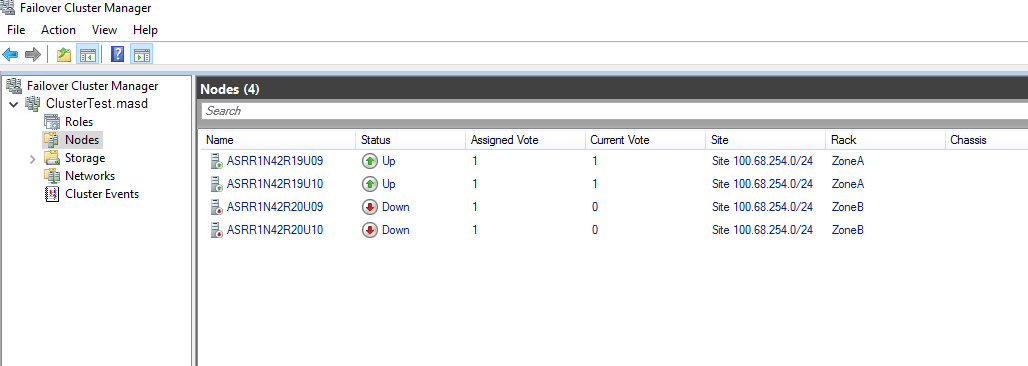 Failover Cluster Manager
File Action View Help
Failover Cluster Manager
ClusterTest.masd
Roles
Nodes
Storage
Networks
Cluster Events
Nodes (4)
Search
Name Status Assigned Vote Current Vote Site Rack Chassis
ASRR1N42R19U09 Up 1 1 Site 100.68.254.0/24 ZoneA
ASRR1N42R19U10 Up 1 1 Site 100.68.254.0/24 ZoneA
ASRR1N42R20U09 Down 1 0 Site 100.68.254.0/24 ZoneB
ASRR1N42R20U10 Down 1 0 Site 100.68.254.0/24 ZoneB